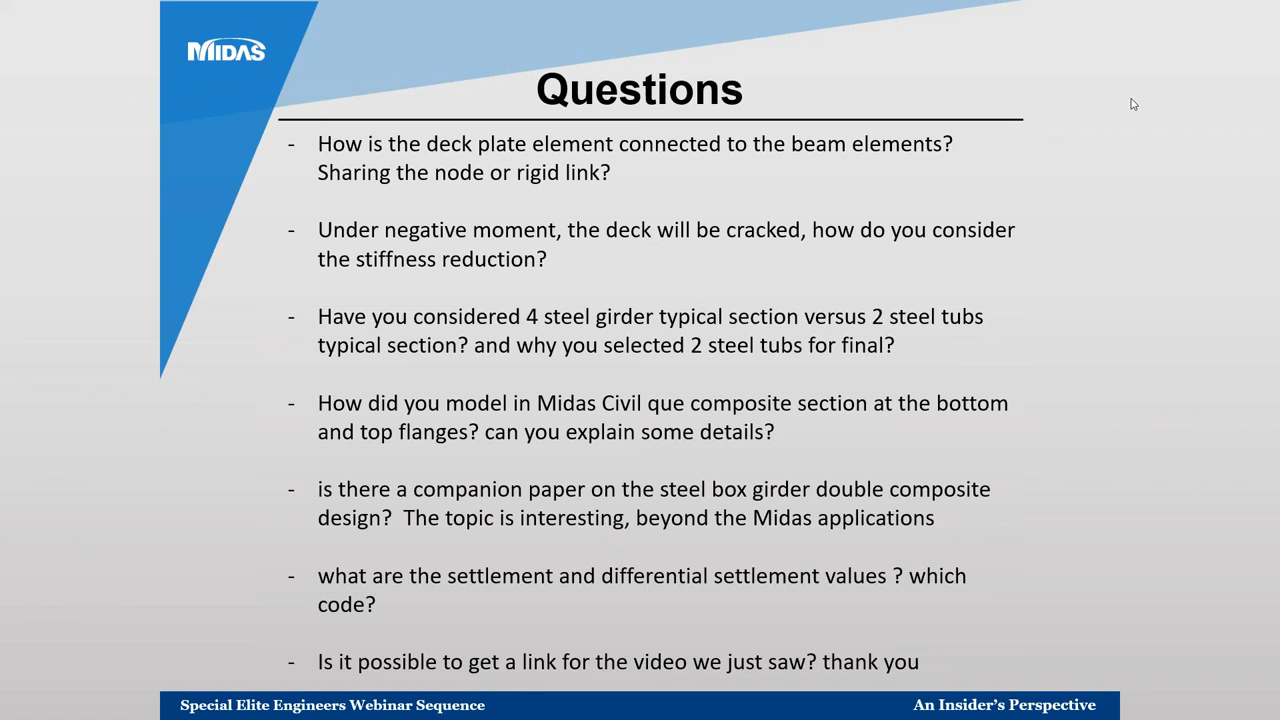 MIDAS
Questions
- How is the deck plate element connected to the beam elements?
Sharing the node or rigid link?
- Under negative moment, the deck will be cracked, how do you consider
the stiffness reduction?
- Have you considered 4 steel girder typical section versus 2 steel tubs
typical section? and why you selected 2 steel tubs for final?
- How did you model in Midas Civil que composite section at the bottom
and top flanges? can you explain some details?
- is there a companion paper on the steel box girder double composite
design?  The topic is interesting, beyond the Midas applications
- what are the settlement and differential settlement values ? which
code?
- Is it possible to get a link for the video we just saw? thank you
Special Elite Engineers Webinar Sequence
An Insider's Perspective